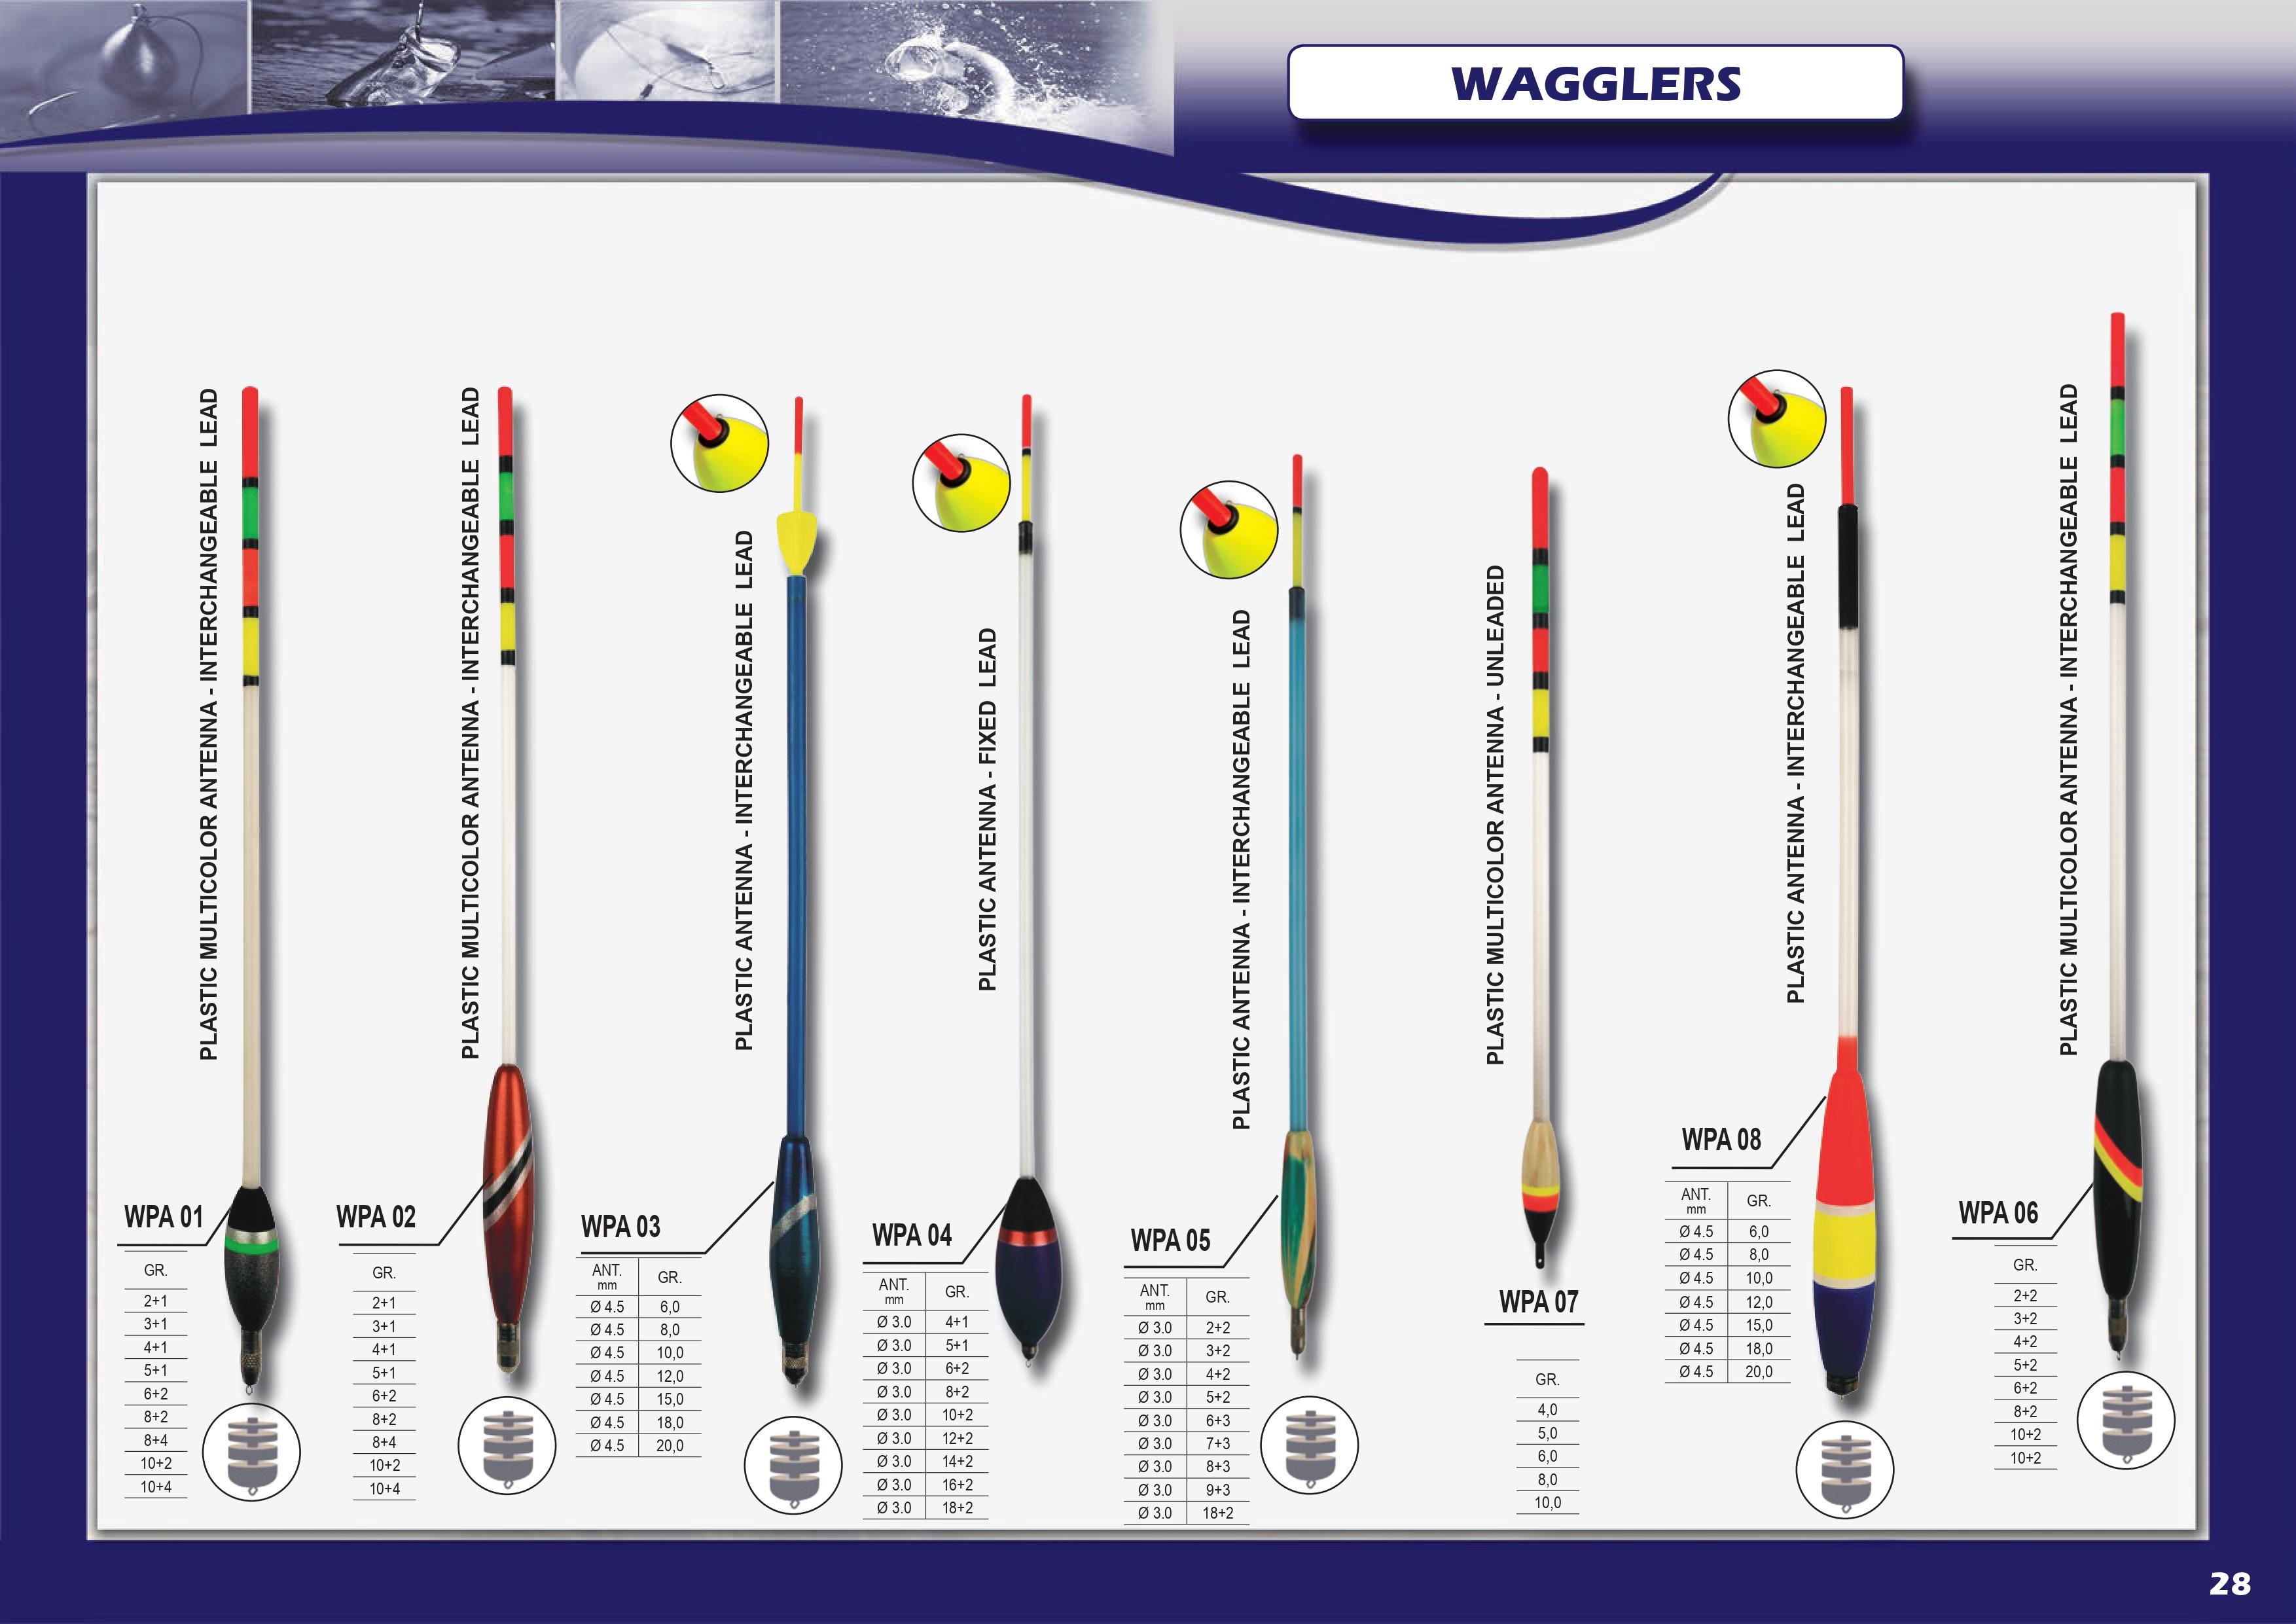 WAGGLERS
PLASTIC MULTICOLOR ANTENNA - INTERCHANGEABLE LEAD
WPA 01
GR.
2+1
3+1
4+1
5+1
6+2
8+2
8+4
10+2
10+4
PLASTIC MULTICOLOR ANTENNA - INTERCHANGEABLE LEAD
WPA 02
GR.
2+1
3+1
4+1
5+1
6+2
8+2
8+4
10+2
10+4
PLASTIC ANTENNA - INTERCHANGEABLE LEAD
WPA 03
ANT. mm GR.
Ø 4.5 6,0
Ø 4.5 8,0
Ø 4.5 10,0
Ø 4.5 12,0
Ø 4.5 15,0
Ø 4.5 18,0
Ø 4.5 20,0
PLASTIC ANTENNA - FIXED LEAD
WPA 04
ANT. mm GR.
Ø 3.0 4+1
Ø 3.0 5+1
Ø 3.0 6+2
Ø 3.0 8+2
Ø 3.0 10+2
Ø 3.0 12+2
Ø 3.0 14+2
Ø 3.0 16+2
Ø 3.0 18+2
PLASTIC ANTENNA - INTERCHANGEABLE LEAD
WPA 05
ANT. mm GR.
Ø 3.0 2+2
Ø 3.0 3+2
Ø 3.0 4+2
Ø 3.0 5+2
Ø 3.0 6+3
Ø 3.0 7+3
Ø 3.0 8+3
Ø 3.0 9+3
Ø 3.0 18+2
PLASTIC MULTICOLOR ANTENNA - UNLEADED
WPA 07
GR.
4,0
5,0
6,0
8,0
10,0
PLASTIC ANTENNA - INTERCHANGEABLE LEAD
WPA 08
ANT. mm GR.
Ø 4.5 6,0
Ø 4.5 8,0
Ø 4.5 10,0
Ø 4.5 12,0
Ø 4.5 15,0
Ø 4.5 18,0
Ø 4.5 20,0
PLASTIC MULTICOLOR ANTENNA - INTERCHANGEABLE LEAD
WPA 06
GR.
2+2
3+2
4+2
5+2
6+2
8+2
10+2
10+2
28